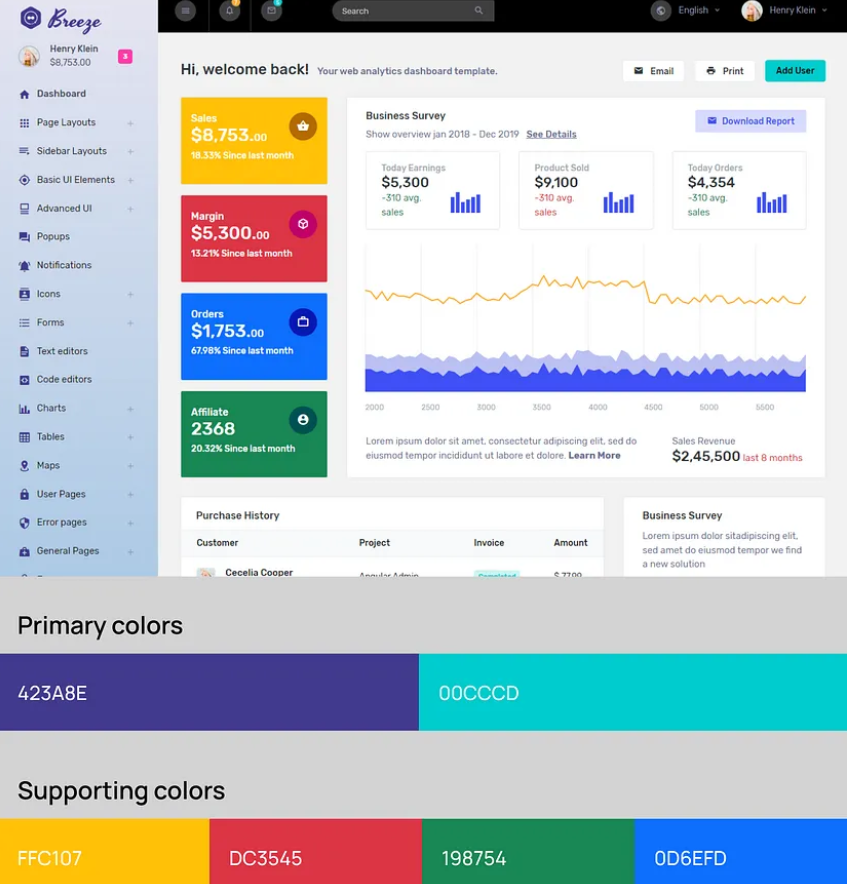 Breeze
Henry Klein
$8,753.00
3
Dashboard
Page Layouts +
Sidebar Layouts +
Basic UI Elements +
Advanced UI +
Popups
Notifications
Icons +
Forms +
Text editors
Code editors
Charts +
Tables +
Maps +
User Pages +
Error pages +
General Pages +
Search
English
Henry Klein
Hi, welcome back! Your web analytics dashboard template.
Email
Print
Add User
Sales
$8,753.00
18.33% Since last month
Margin
$5,300.00
13.21% Since last month
Orders
$1,753.00
67.98% Since last month
Affiliate
2368
20.32% Since last month
Business Survey
Show overview jan 2018 - Dec 2019 See Details
Download Report
Today Earnings
$5,300
-310 avg.
sales
Product Sold
$9,100
-310 avg.
sales
Today Orders
$4,354
-310 avg.
sales
2000 2500 3000 3500 4000 4500 5000 5500
Lorem ipsum dolor sit amet, consectetur adipiscing elit, sed do
eiusmod tempor incididunt ut labore et dolore. Learn More
Sales Revenue
$2,45,500 last 8 months
Purchase History
Customer Project Invoice Amount
Cecelia Cooper Angular Admin Completed $ 77.99
Business Survey
Lorem ipsum dolor sitadipiscing elit,
sed do amet do eiusmod tempor we find
a new solution
Primary colors
423A8E
00CCCD
Supporting colors
FFC107
DC3545
198754
0D6EFD